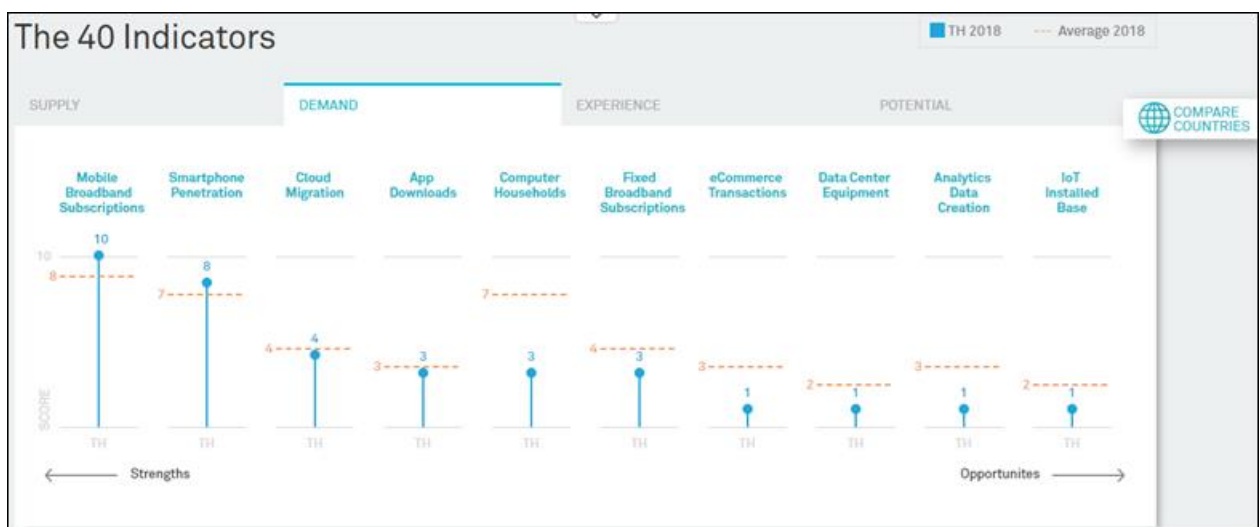 The 40 Indicators
TH 2018 --- Average 2018
SUPPLY DEMAND EXPERIENCE POTENTIAL
COMPARE
COUNTRIES
Mobile
Broadband
Subscriptions
Smartphone
Penetration
Cloud
Migration
App
Downloads
Computer
Households
Fixed
Broadband
Subscriptions
eCommerce
Transactions
Data Center
Equipment
Analytics
Data
Creation
IoT
Installed
Base
10
10
8
8
7
4
4
3
3
7
3
4
3
3
1
2
1
3
1
2
1
SCORE
TH TH TH TH TH TH TH TH TH TH
Strengths
Opportunites